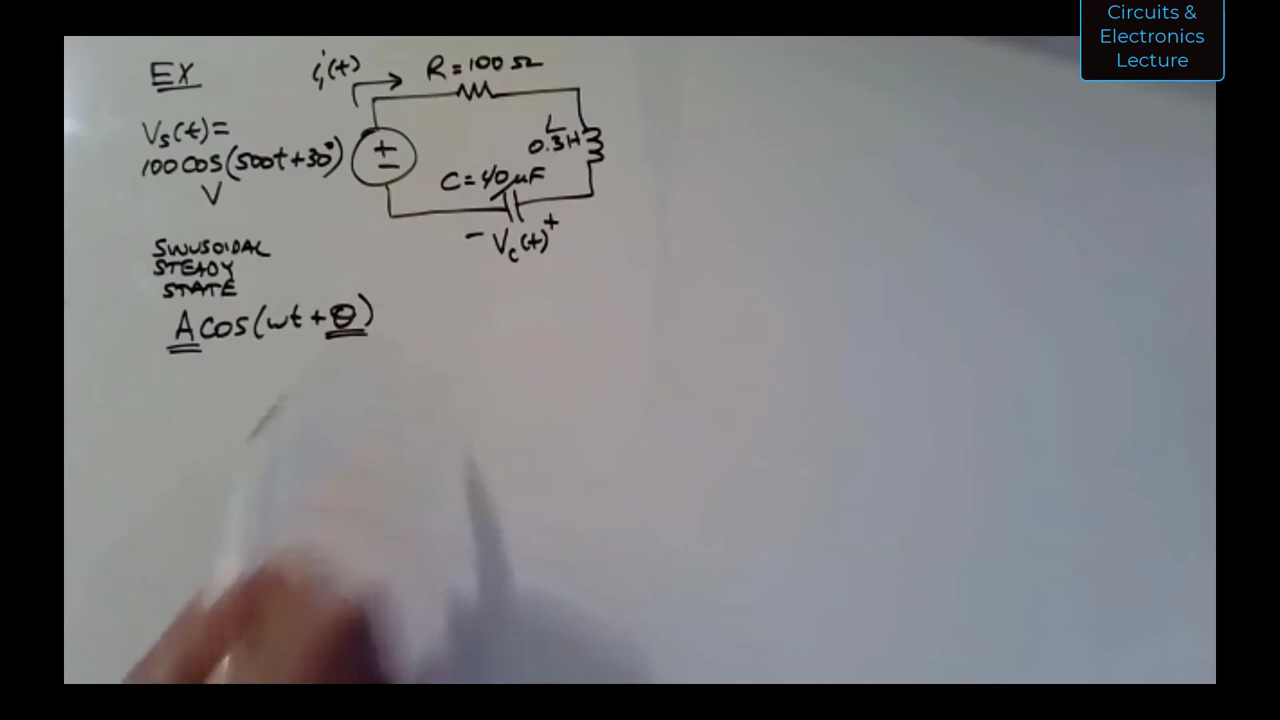 Circuits &
Electronics
Lecture
EX
i(t)
R = 100 Ω
Vs(t) =
100 cos(500t + 30°)
V
+
−
L
0.3H
C = 40 μF
− Vc(t) +
SINUSOIDAL
STEADY
STATE
A cos(ωt + θ)